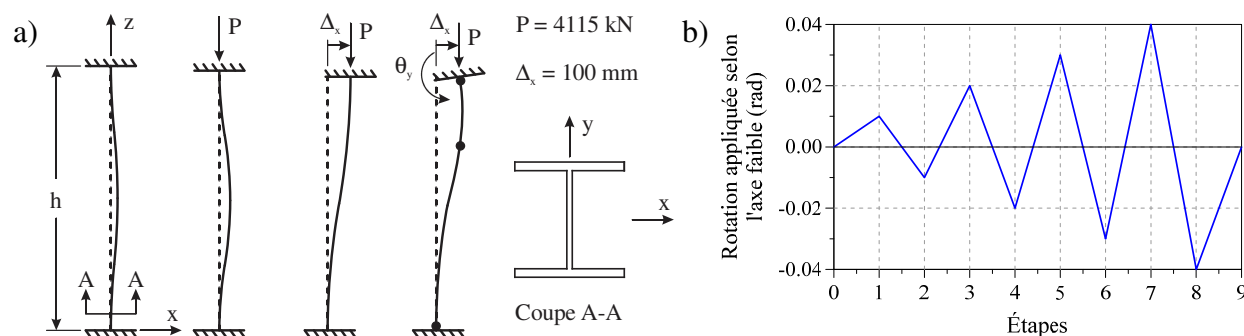 a)
z
P
Δx
P
Δx
P
θy
P = 4115 kN
Δx = 100 mm
h
y
x
A
A
x
Coupe A-A
b)
Rotation appliquée selon
l'axe faible (rad)
0.04
0.02
0.00
-0.02
-0.04
0 1 2 3 4 5 6 7 8 9
Étapes